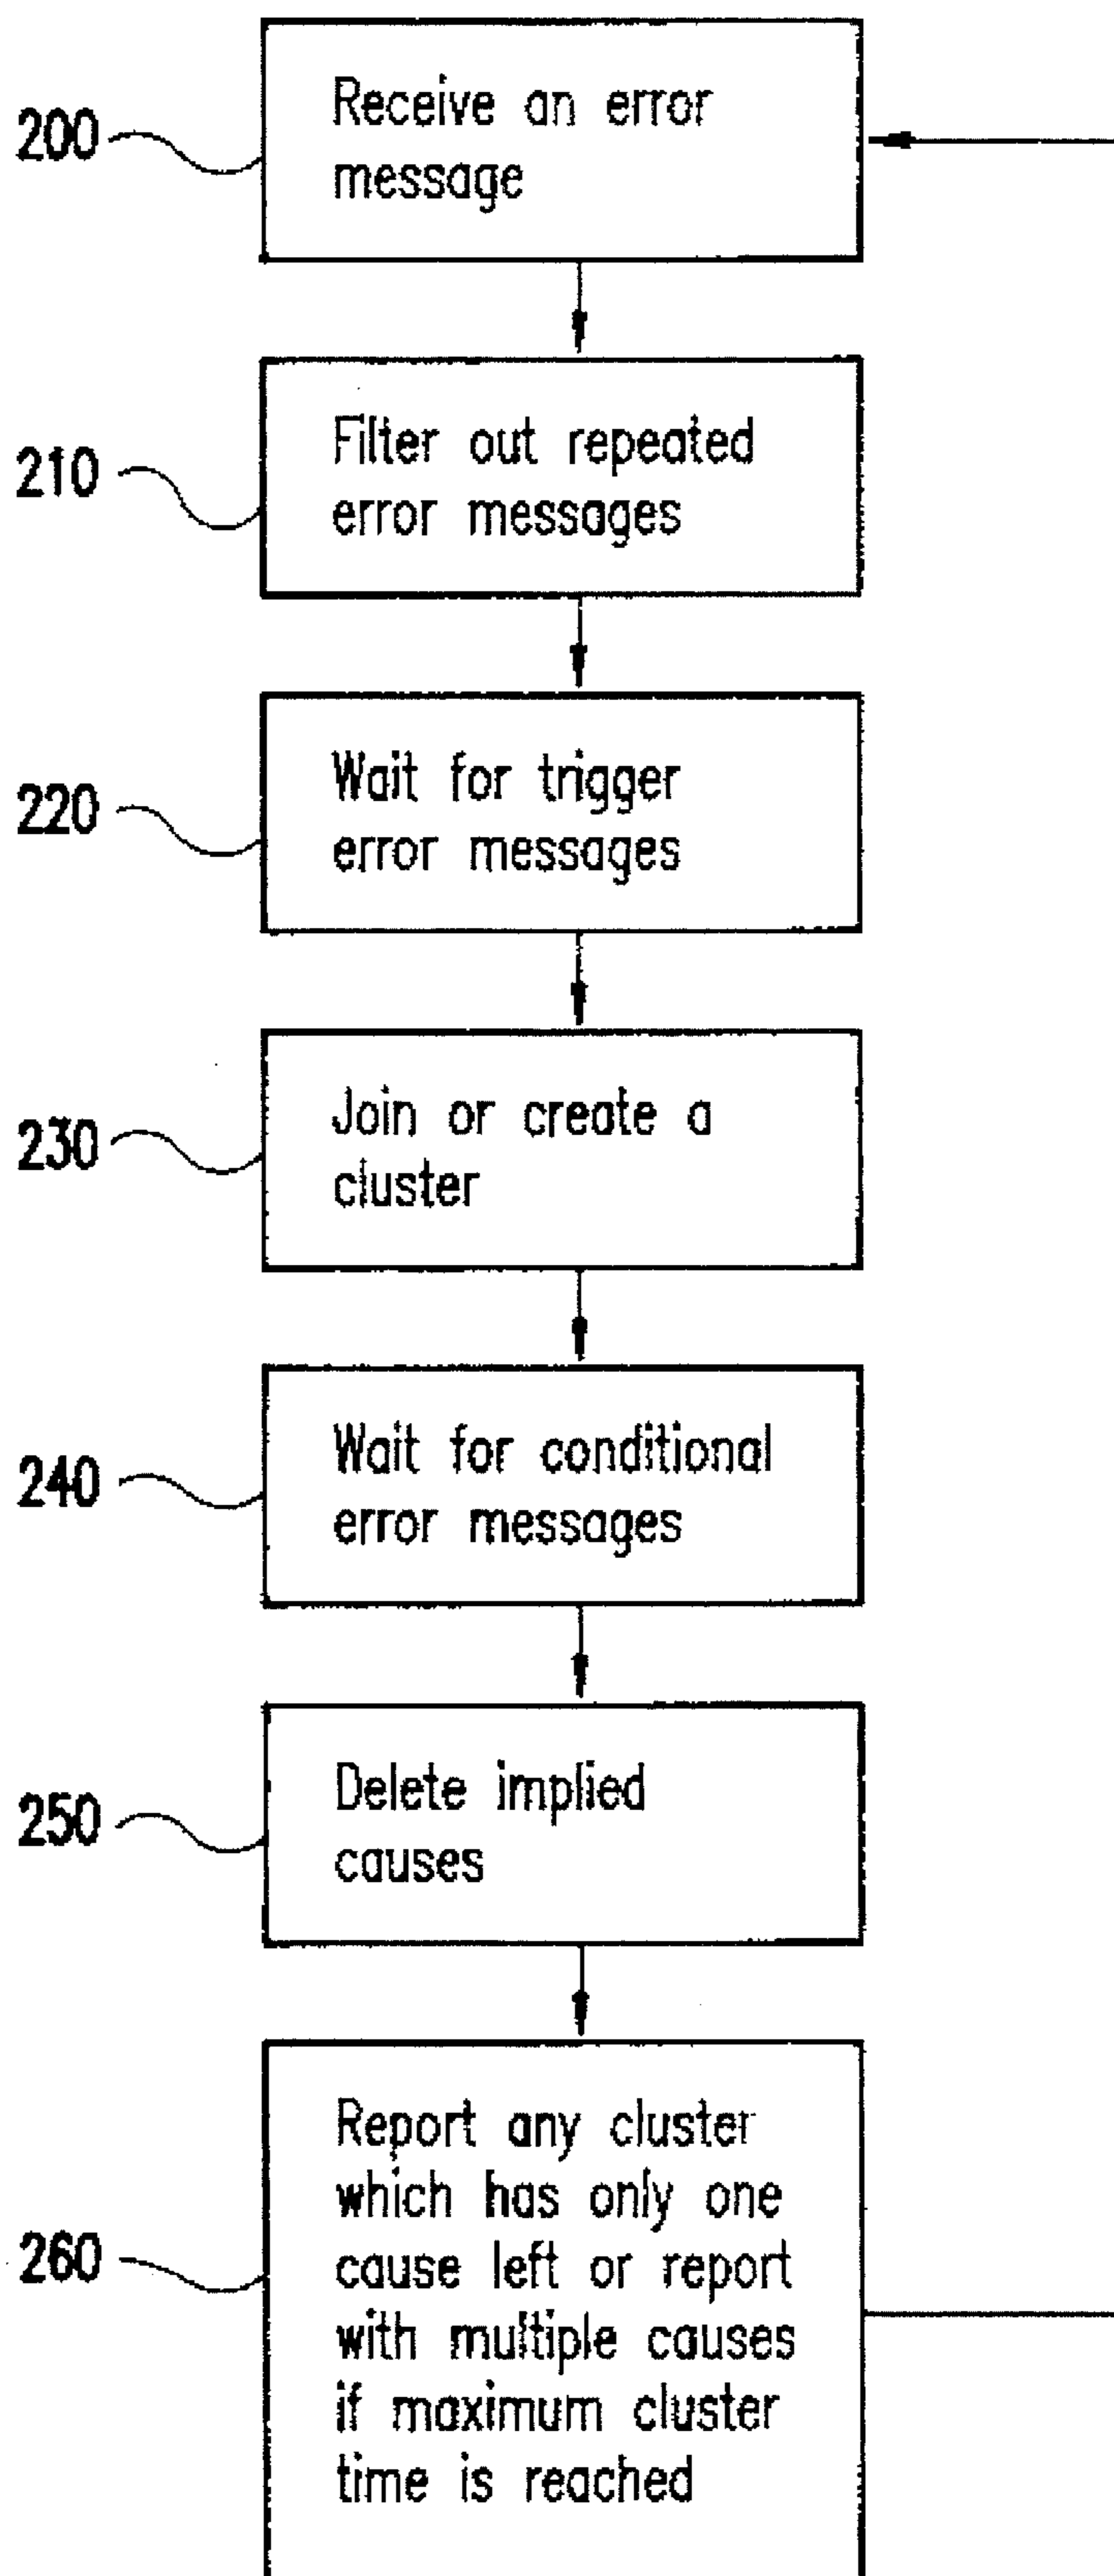 200
Receive an error
message
210
Filter out repeated
error messages
220
Wait for trigger
error messages
230
Join or create a
cluster
240
Wait for conditional
error messages
250
Delete implied
causes
260
Report any cluster
which has only one
cause left or report
with multiple causes
if maximum cluster
time is reached